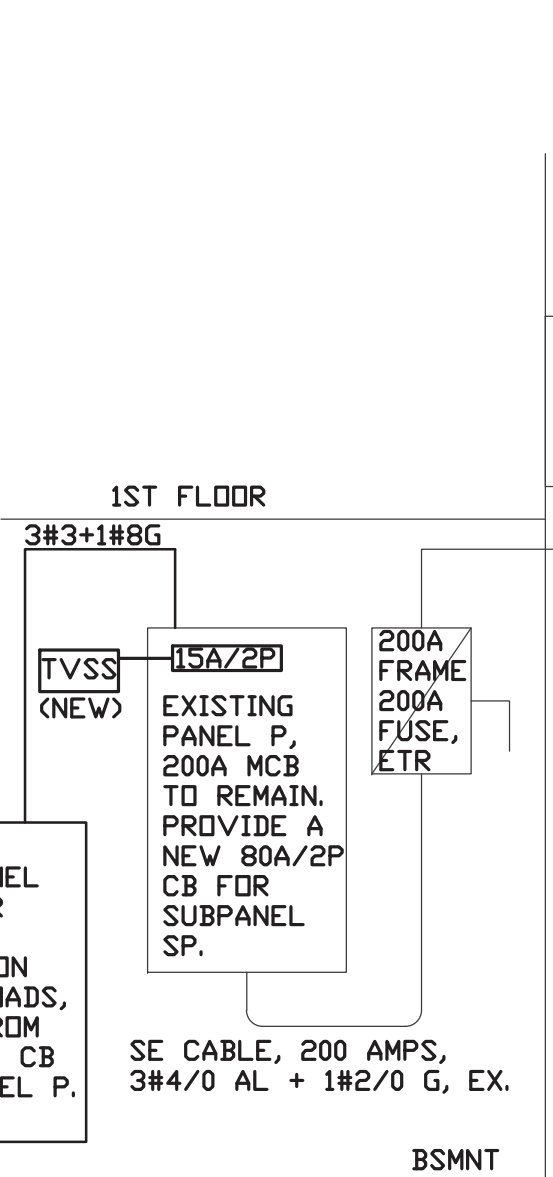 1ST FLOOR
3#3+1#8G
TVSS
(NEW)
15A/2P
EXISTING
PANEL P,
200A MCB
TO REMAIN.
PROVIDE A
NEW 80A/2P
CB FOR
SUBPANEL
SP.
200A
FRAME
200A
FUSE,
ETR
CB
P.
SE CABLE, 200 AMPS,
3#4/0 AL + 1#2/0 G, EX.
BSMNT